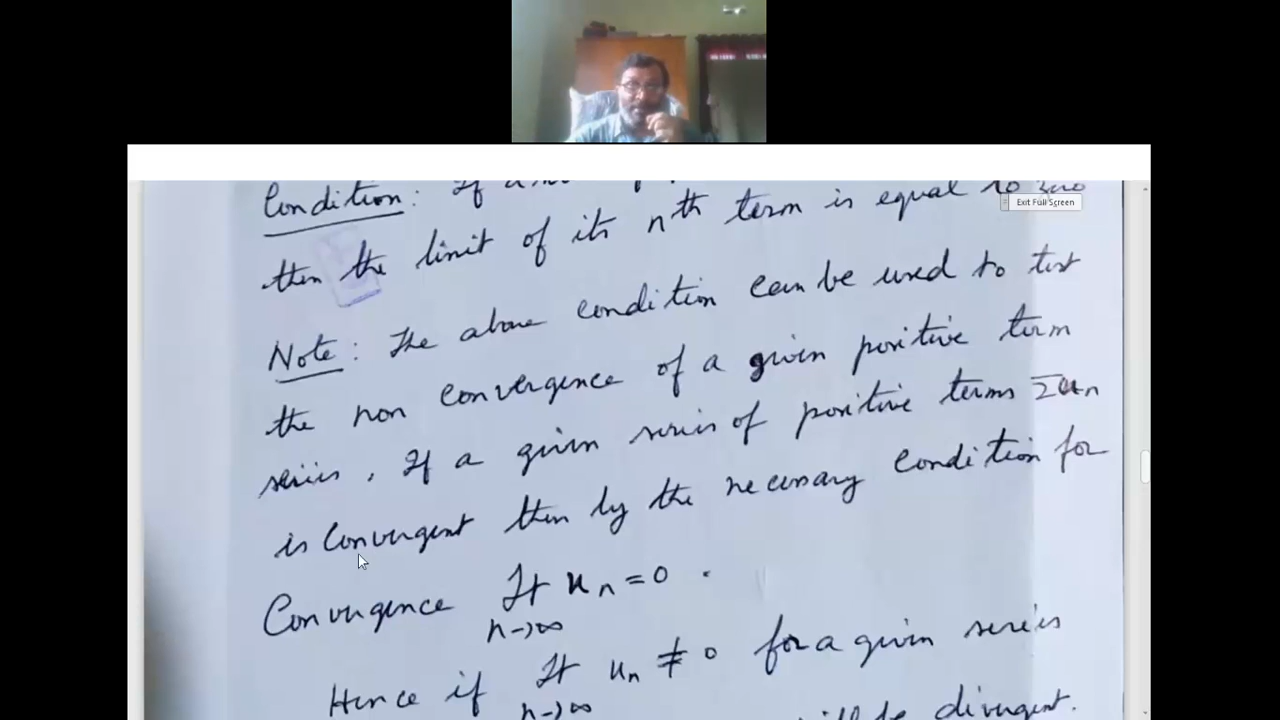 Condition: If a
then the limit of its nth term is equal to zero
Exit Full Screen
Note: The above condition can be used to test
the non convergence of a given positive term
series. If a given series of positive terms Σun
is Convergent then by the necessary condition for
Convergence Lt un = 0 .
n→∞
Hence if Lt un ≠ 0 for a given series
n→∞ will be divergent.